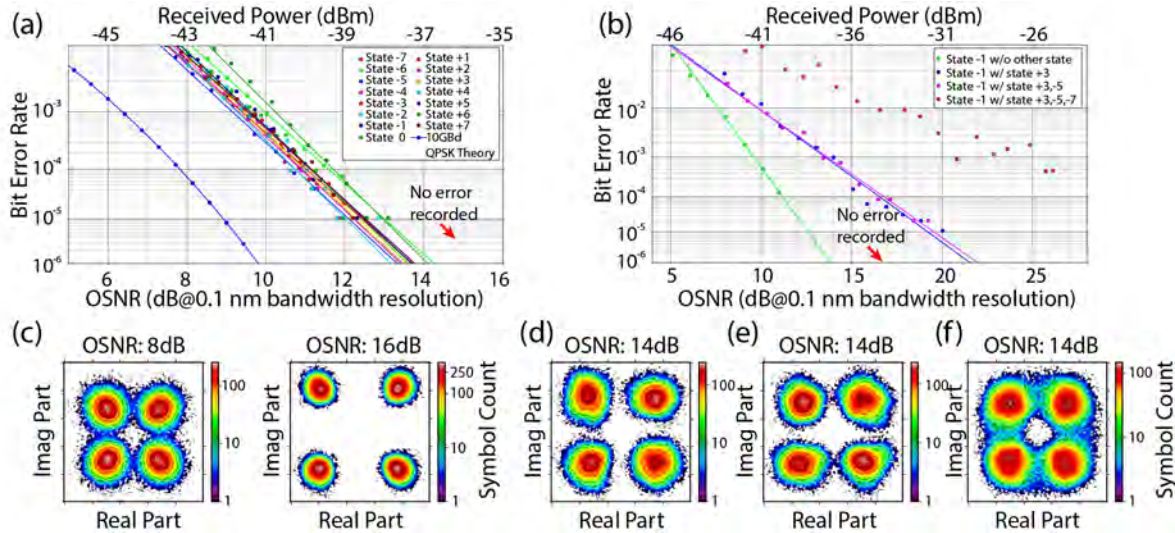 (a)
Received Power (dBm)
-45 -43 -41 -39 -37 -35
Bit Error Rate
10-3
10-4
10-5
10-6
State -7 State +1
State -6 State +2
State -5 State +3
State -4 State +4
State -3 State +5
State -2 State +6
State -1 State +7
State 0 10GBd
QPSK Theory
No error
recorded
6 8 10 12 14 16
OSNR (dB@0.1 nm bandwidth resolution)
(b)
Received Power (dBm)
-46 -41 -36 -31 -26
Bit Error Rate
10-2
10-3
10-4
10-5
10-6
State -1 w/o other state
State -1 w/ state +3
State -1 w/ state +3,-5
State -1 w/ state +3,-5,-7
No error
recorded
5 10 15 20 25
OSNR (dB@0.1 nm bandwidth resolution)
(c)
OSNR: 8dB
Imag Part
Real Part
100
10
1
OSNR: 16dB
Imag Part
Real Part
250
100
10
1
Symbol Count
(d)
OSNR: 14dB
Imag Part
Real Part
100
10
1
(e)
OSNR: 14dB
Imag Part
Real Part
100
10
1
(f)
OSNR: 14dB
Imag Part
Real Part
100
10
1
Symbol Count